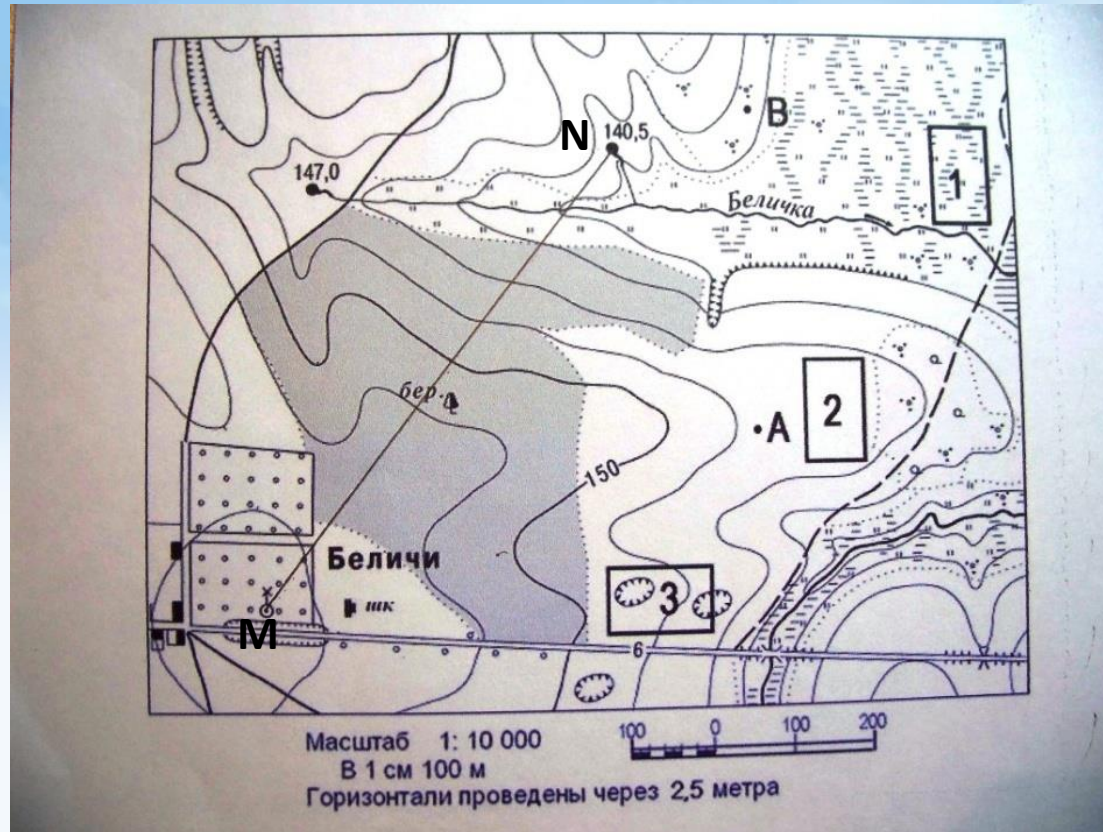 N
140,5
В
147,0
1
Беличка
бер.
2
А
150
Беличи
3
шк
М
6
Масштаб 1: 10 000
В 1 см 100 м
Горизонтали проведены через 2,5 метра
100 0 100 200